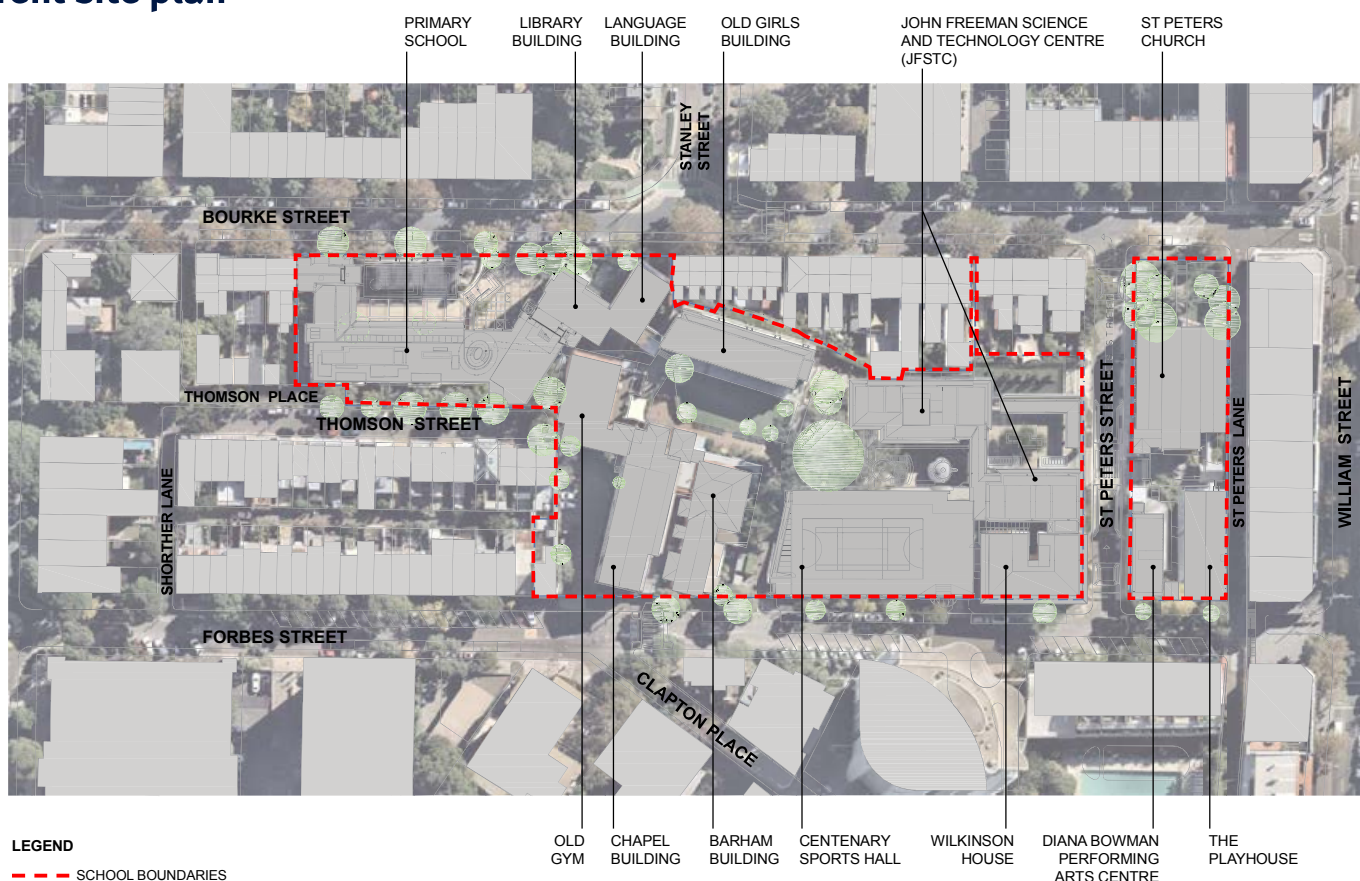 site plan
PRIMARY
SCHOOL
LIBRARY
BUILDING
LANGUAGE
BUILDING
OLD GIRLS
BUILDING
JOHN FREEMAN SCIENCE
AND TECHNOLOGY CENTRE
(JFSTC)
ST PETERS
CHURCH
STANLEY
STREET
BOURKE STREET
THOMSON PLACE
THOMSON STREET
SHORTHER LANE
ST PETERS STREET
ST PETERS LANE
WILLIAM STREET
FORBES STREET
CLAPTON PLACE
OLD
GYM
CHAPEL
BUILDING
BARHAM
BUILDING
CENTENARY
SPORTS HALL
WILKINSON
HOUSE
DIANA BOWMAN
PERFORMING
ARTS CENTRE
THE
PLAYHOUSE
LEGEND
SCHOOL BOUNDARIES